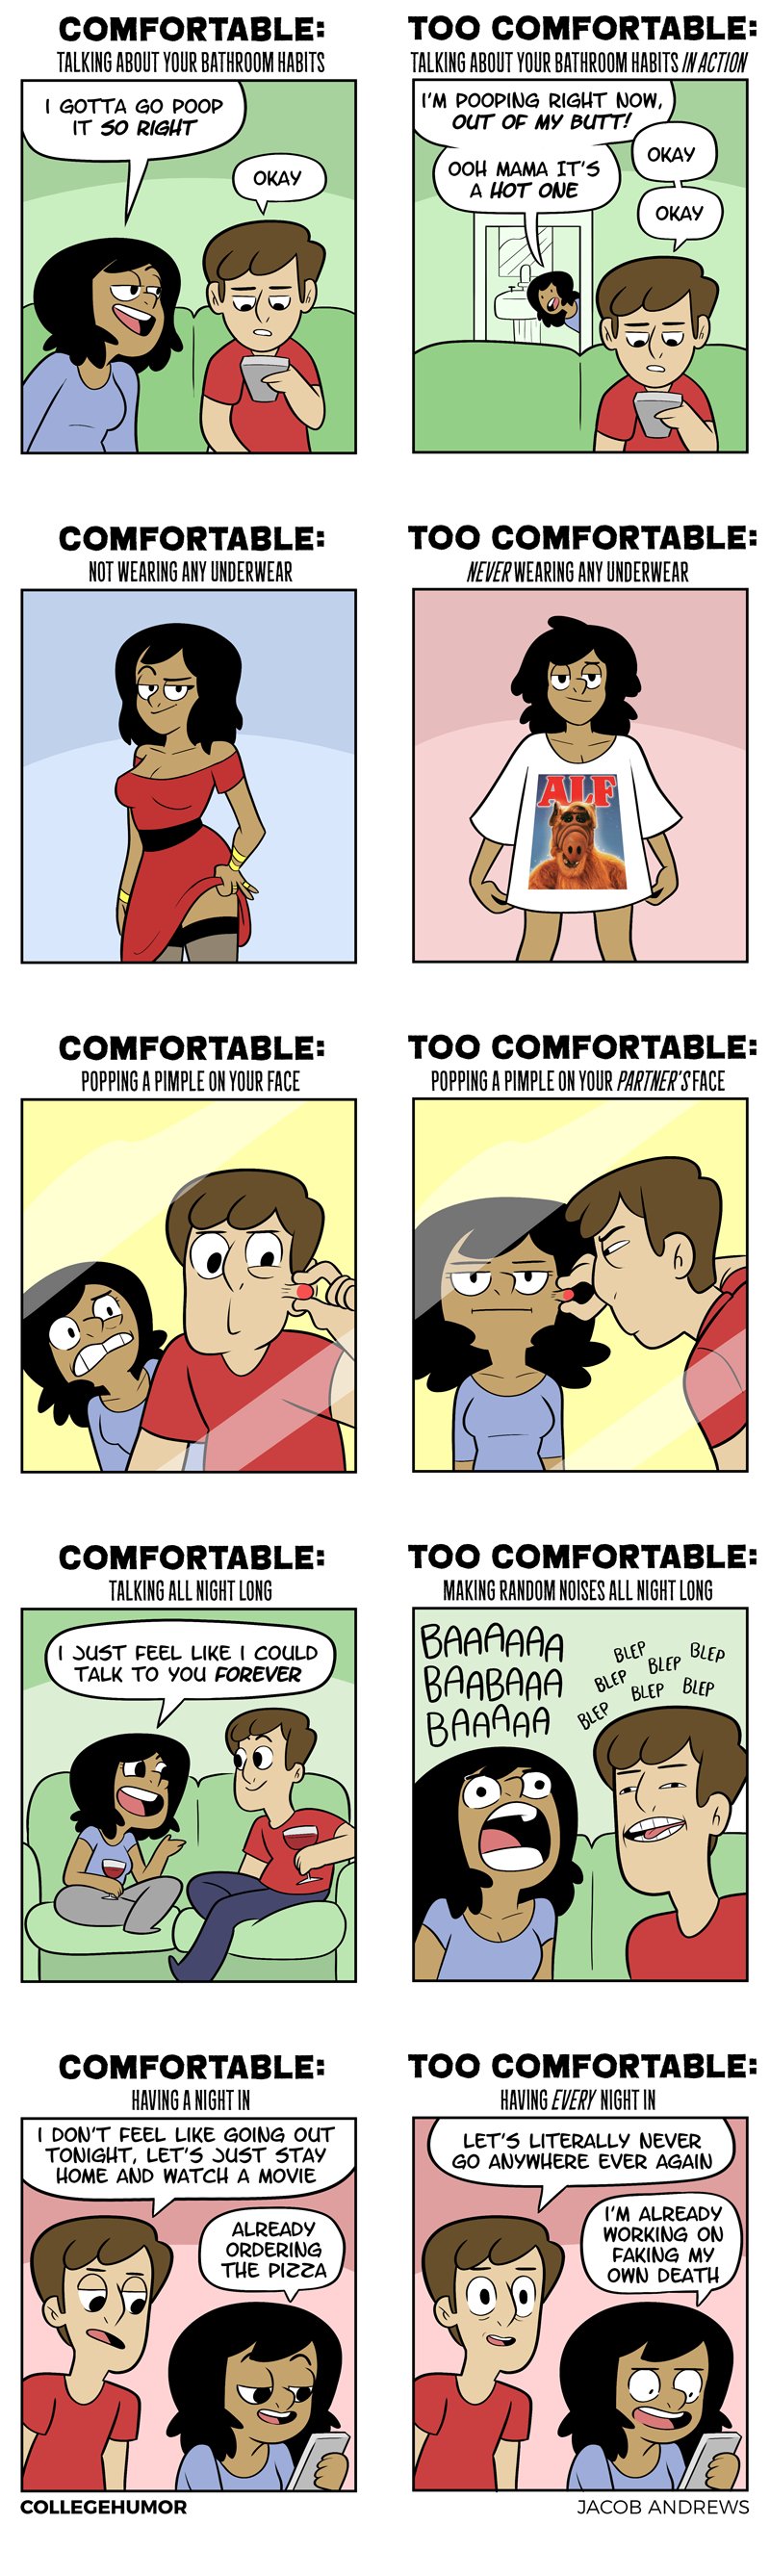 COMFORTABLE:
TALKING ABOUT YOUR BATHROOM HABITS
I GOTTA GO POOP
IT SO RIGHT
OKAY
TOO COMFORTABLE:
TALKING ABOUT YOUR BATHROOM HABITS IN ACTION
I'M POOPING RIGHT NOW,
OUT OF MY BUTT!
OOH MAMA IT'S
A HOT ONE
OKAY
OKAY
COMFORTABLE:
NOT WEARING ANY UNDERWEAR
TOO COMFORTABLE:
NEVER WEARING ANY UNDERWEAR
ALF
COMFORTABLE:
POPPING A PIMPLE ON YOUR FACE
TOO COMFORTABLE:
POPPING A PIMPLE ON YOUR PARTNER'S FACE
COMFORTABLE:
TALKING ALL NIGHT LONG
I JUST FEEL LIKE I COULD
TALK TO YOU FOREVER
TOO COMFORTABLE:
MAKING RANDOM NOISES ALL NIGHT LONG
BAAAAAA
BAABAAA
BAAAAA
BLEP
BLEP
BLEP
BLEP
BLEP
BLEP
BLEP
COMFORTABLE:
HAVING A NIGHT IN
I DON'T FEEL LIKE GOING OUT
TONIGHT, LET'S JUST STAY
HOME AND WATCH A MOVIE
ALREADY
ORDERING
THE PIZZA
TOO COMFORTABLE:
HAVING EVERY NIGHT IN
LET'S LITERALLY NEVER
GO ANYWHERE EVER AGAIN
I'M ALREADY
WORKING ON
FAKING MY
OWN DEATH
COLLEGEHUMOR
JACOB ANDREWS